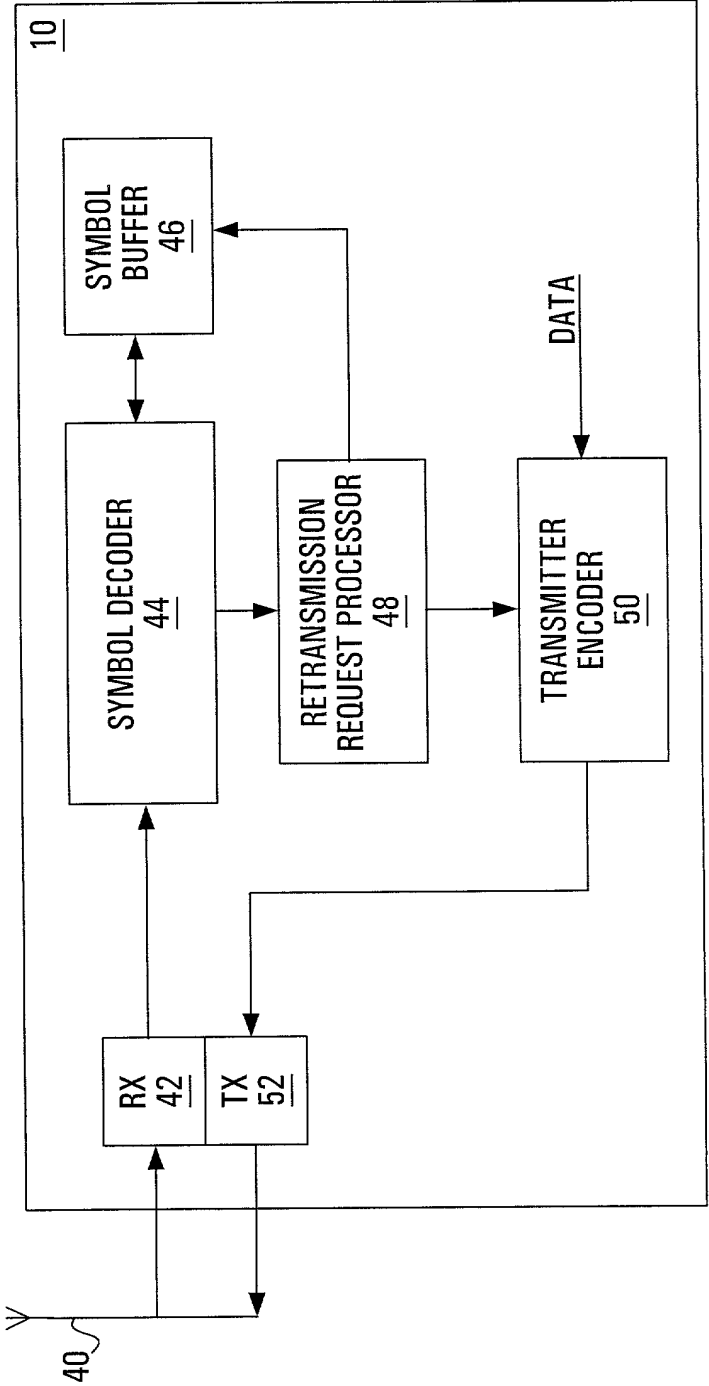 10
SYMBOL
BUFFER
46
SYMBOL DECODER
44
RETRANSMISSION
REQUEST PROCESSOR
48
DATA
TRANSMITTER
ENCODER
50
RX
42
TX
52
40